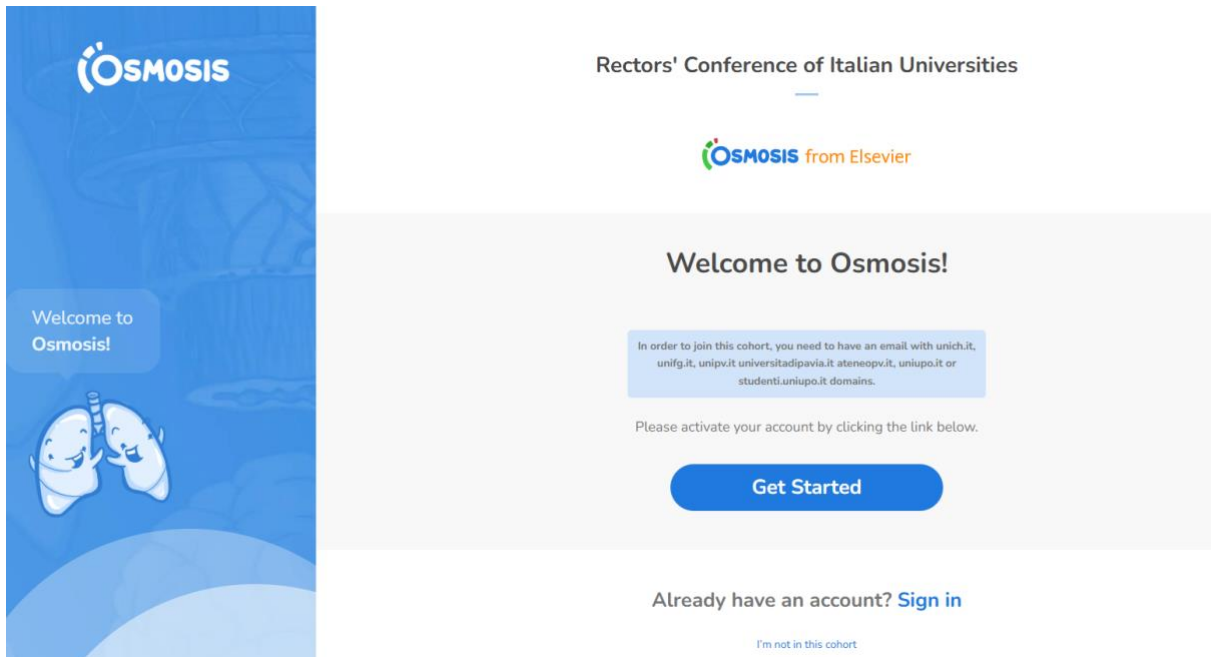 OSMOSIS
Welcome to
Osmosis!
Rectors' Conference of Italian Universities
OSMOSIS from Elsevier
Welcome to Osmosis!
In order to join this cohort, you need to have an email with unich.it,
unifg.it, unipv.it universitadipavia.it ateneopv.it, uniupo.it or
studenti.uniupo.it domains.
Please activate your account by clicking the link below.
Get Started
Already have an account? Sign in
I'm not in this cohort